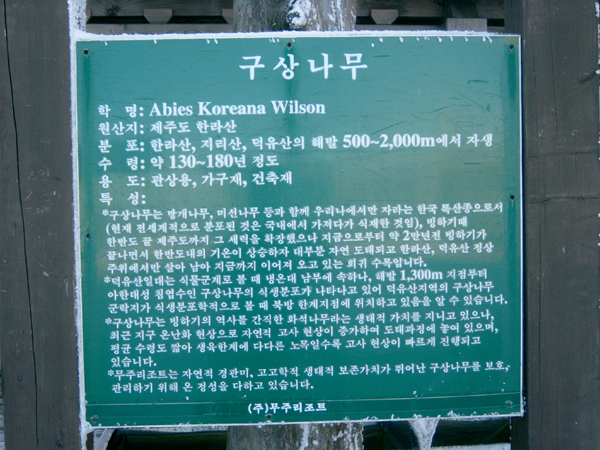 구상나무
학 명: Abies Koreana Wilson
원산지: 제주도 한라산
분 포: 한라산, 지리산, 덕유산의 해발 500~2,000m에서 자생
수 령: 약 130~180년 정도
용 도: 관상용, 가구재, 건축재
특 성:
*구상나무는 망개나무, 미선나무 등과 함께 우리나에서만 자라는 한국 특산종으로서
(현재 전세계적으로 분포된 것은 국내에서 가져다가 식재한 것임), 빙하기때
한반도 끝 제주도까지 그 세력을 확장했으나 지금으로부터 약 2만년전 빙하기가
끝나면서 한반도내의 기온이 상승하자 대부분 자연 도태되고 한라산, 덕유산 정상
주위에서만 살아 남아 지금까지 이어져 오고 있는 희귀 수목입니다.
*덕유산일대는 식물군계로 볼 때 냉온대 남부에 속하나, 해발 1,300m 지점부터
아한대성 침엽수인 구상나무의 식생분포가 나타나고 있어 덕유산지역의 구상나무
군락지가 식생분포학적으로 볼 때 북방 한계지점에 위치하고 있음을 알 수 있습니다.
*구상나무는 빙하기의 역사를 간직한 화석나무라는 생태적 가치를 지니고 있으나,
최근 지구 온난화 현상으로 자연적 고사 현상이 증가하여 도태과정에 놓여 있으며,
평균 수령도 짧아 생육한계에 다다른 노목일수록 고사 현상이 빠르게 진행되고
있습니다.
*무주리조트는 자연적 경관미, 고고학적 생태적 보존가치가 뛰어난 구상나무를 보호,
관리하기 위해 온 정성을 다하고 있습니다.
(주)무주리조트